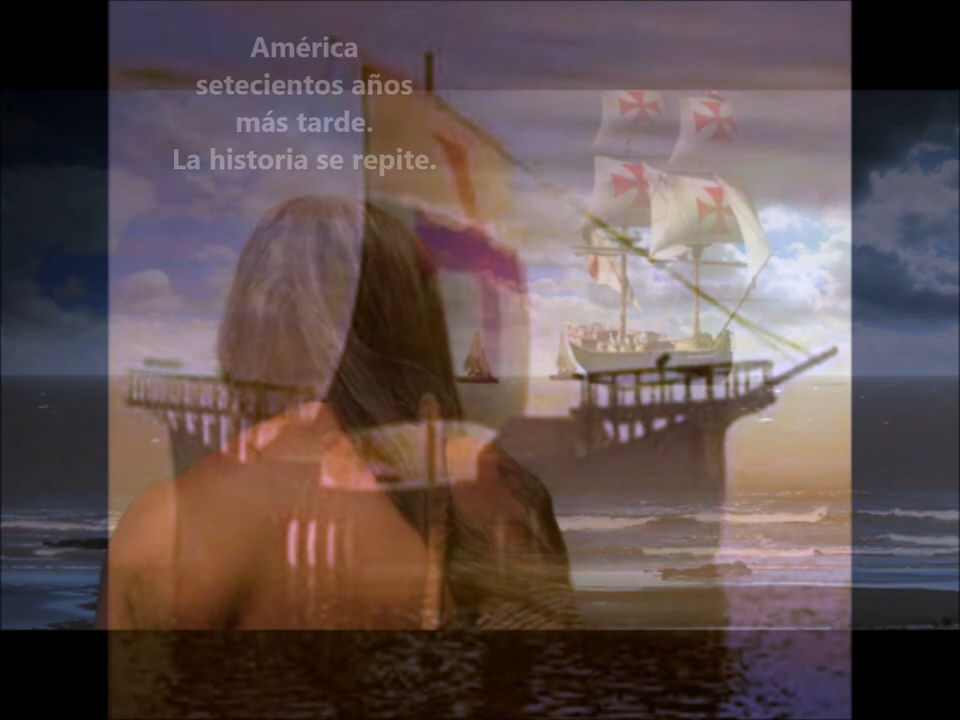 América
setecientos años
más tarde.
La historia se repite.